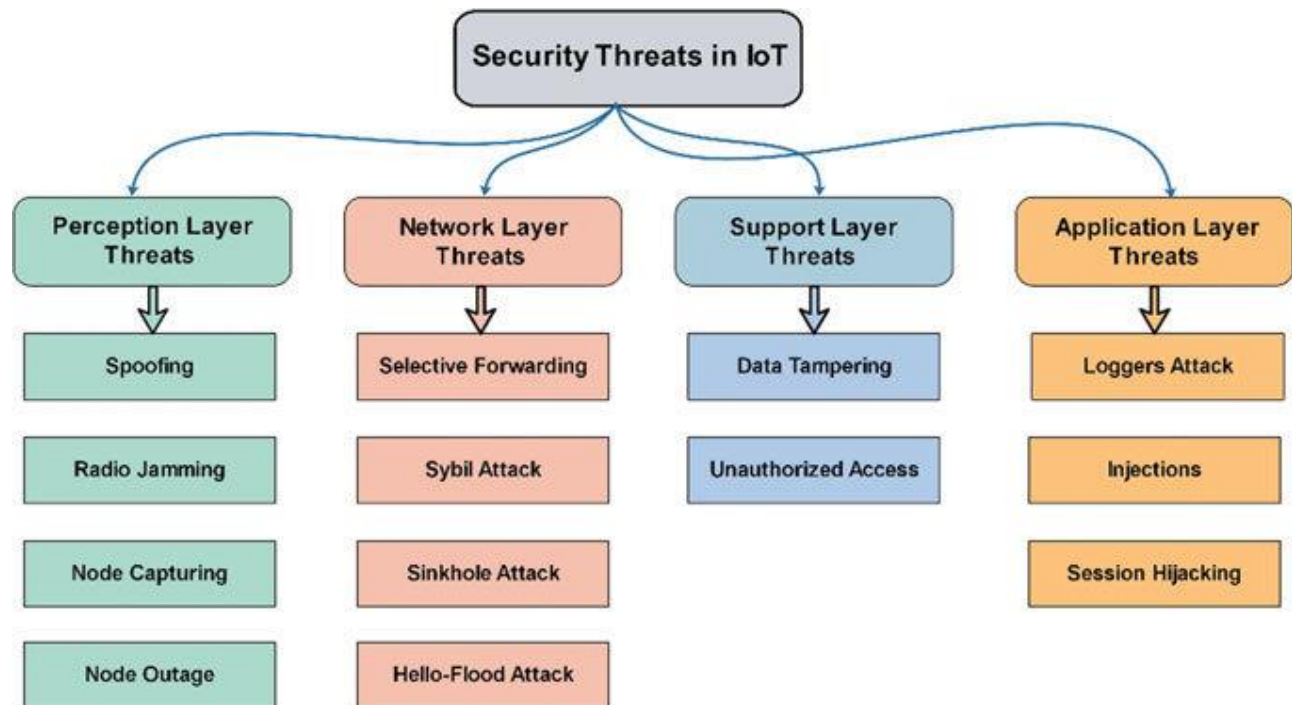 Security Threats in IoT
Perception Layer
Threats
Network Layer
Threats
Support Layer
Threats
Application Layer
Threats
Spoofing
Selective Forwarding
Data Tampering
Loggers Attack
Radio Jamming
Sybil Attack
Unauthorized Access
Injections
Node Capturing
Sinkhole Attack
Session Hijacking
Node Outage
Hello-Flood Attack